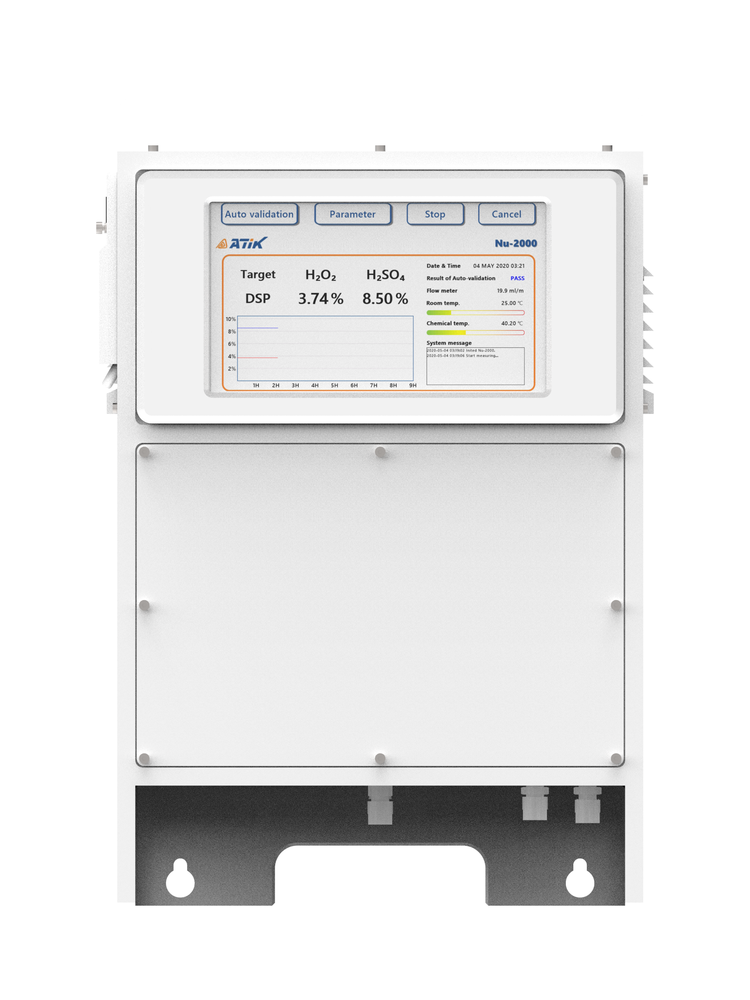 Auto validation Parameter Stop Cancel
ATiK Nu-2000
Target H₂O₂ H₂SO₄
DSP 3.74 % 8.50 %
Date & Time 04 MAY 2020 03:21
Result of Auto-validation PASS
Flow meter 19.9 ml/m
Room temp. 25.00 ℃
Chemical temp. 40.20 ℃
System message
2020-05-04 03:19:02 Inited Nu-2000.
2020-05-04 03:19:06 Start measuring...
10%
8%
6%
4%
2%
1H 2H 3H 4H 5H 6H 7H 8H 9H